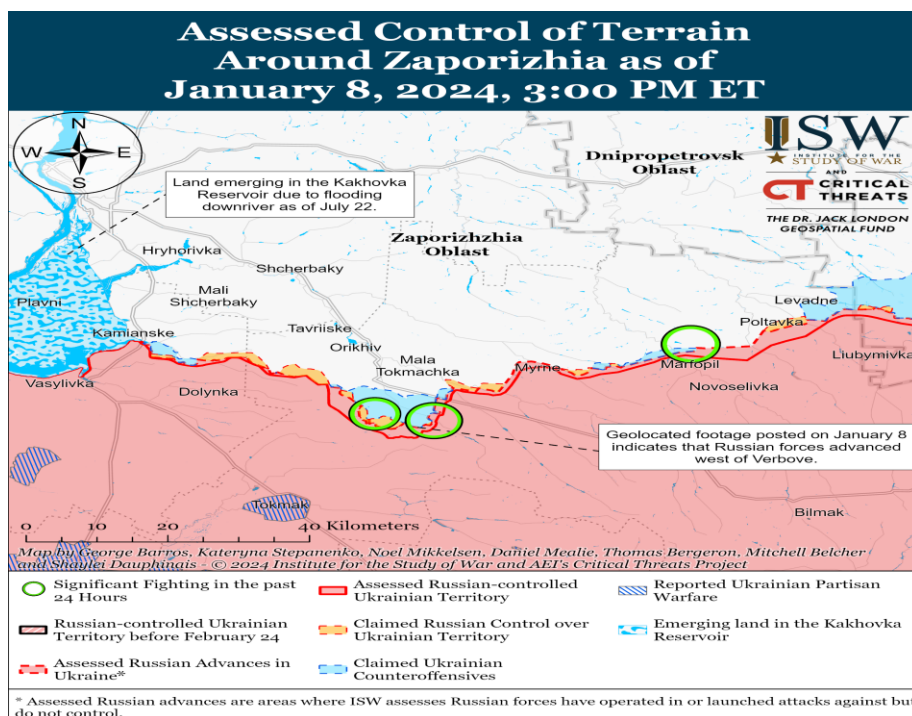 Assessed Control of Terrain
Around Zaporizhia as of
January 8, 2024, 3:00 PM ET
N
W E
S
Land emerging in the Kakhovka
Reservoir due to flooding
downriver as of July 22.
ISW
INSTITUTE FOR THE
STUDY OF WAR
AND
CT CRITICAL
THREATS
THE DR. JACK LONDON
GEOSPATIAL FUND
Dnipropetrovsk
Oblast
Zaporizhzhia
Oblast
Hryhorivka
Shcherbaky
Plavni
Mali
Shcherbaky
Levadne
Kamianske
Tavriiske
Poltavka
Orikhiv
Mala
Tokmachka
Myrne
Marfopil
Liubymivka
Vasylivka
Dolynka
Novoselivka
Geolocated footage posted on January 8
indicates that Russian forces advanced
west of Verbove.
Tokmak
Bilmak
0 10 20 40 Kilometers
Map by George Barros, Kateryna Stepanenko, Noel Mikkelsen, Daniel Mealie, Thomas Bergeron, Mitchell Belcher
and Shaylei Dauphinais - © 2024 Institute for the Study of War and AEI's Critical Threats Project
Significant Fighting in the past
24 Hours
Assessed Russian-controlled
Ukrainian Territory
Reported Ukrainian Partisan
Warfare
Russian-controlled Ukrainian
Territory before February 24
Claimed Russian Control over
Ukrainian Territory
Emerging land in the Kakhovka
Reservoir
Assessed Russian Advances in
Ukraine*
Claimed Ukrainian
Counteroffensives
* Assessed Russian advances are areas where ISW assesses Russian forces have operated in or launched attacks against but
do not control.